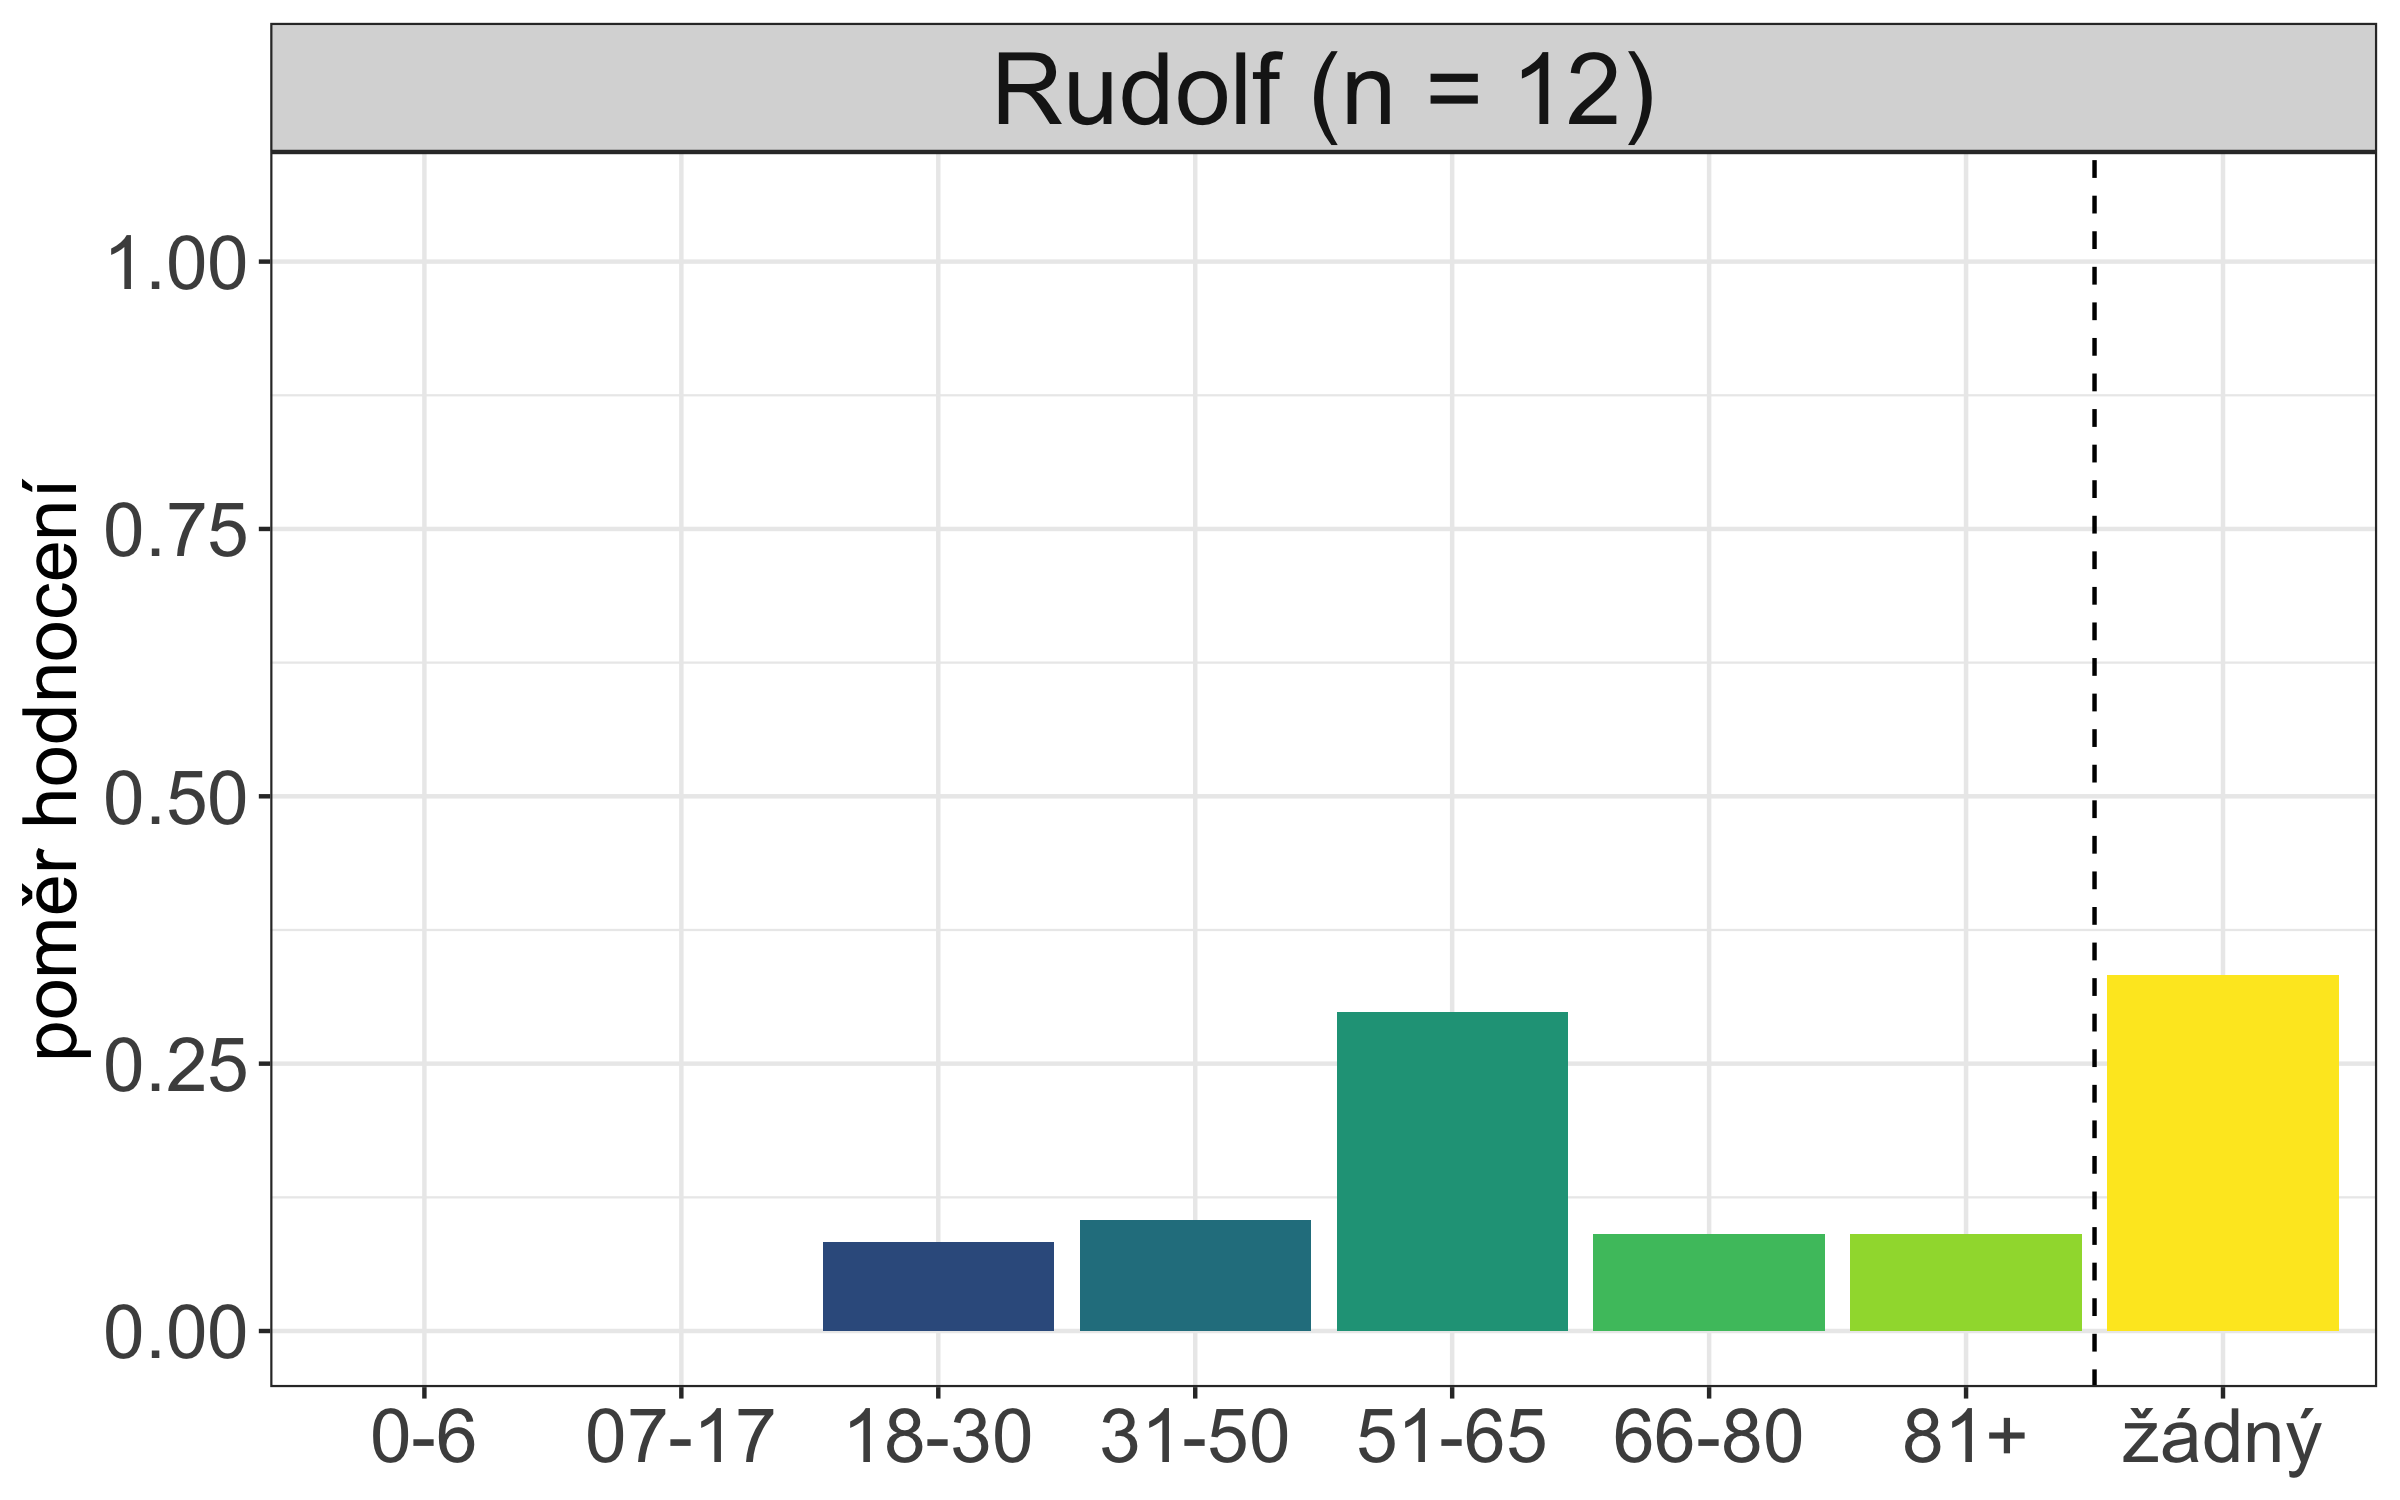 Rudolf (n = 12)
poměr hodnocení
1.00
0.75
0.50
0.25
0.00
0-6 07-17 18-30 31-50 51-65 66-80 81+ žádný